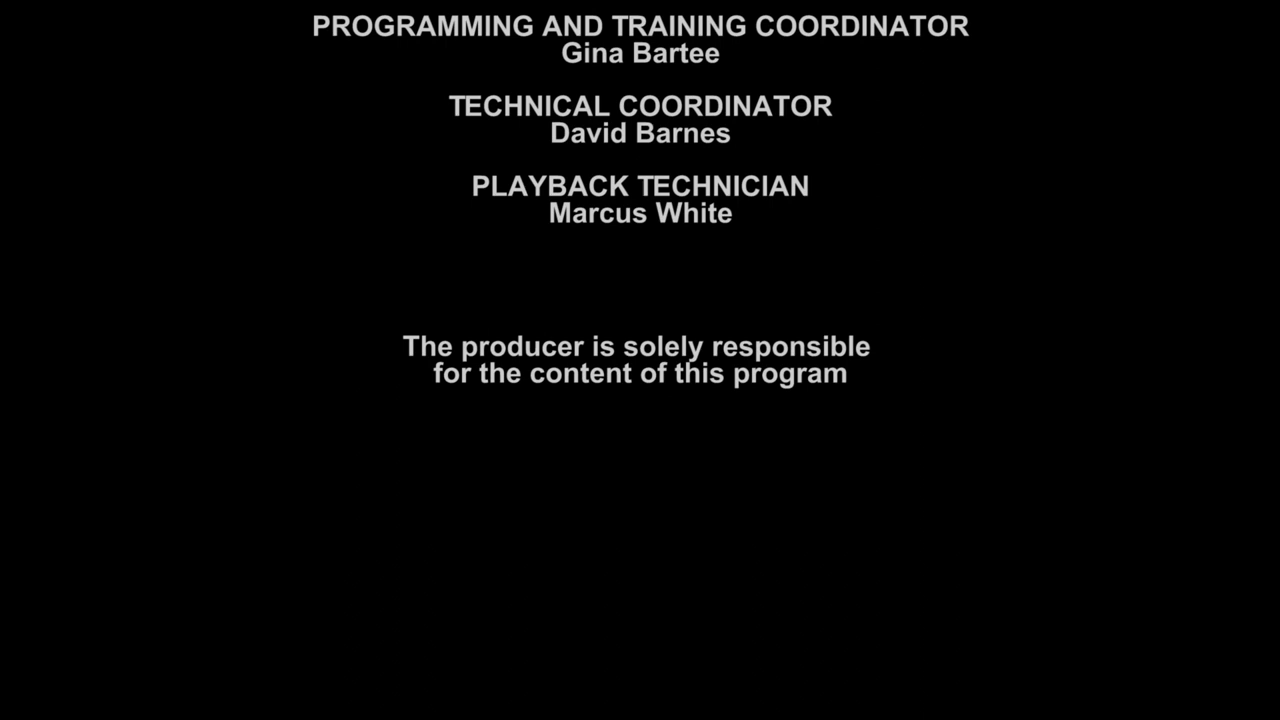 PROGRAMMING AND TRAINING COORDINATOR
Gina Bartee
TECHNICAL COORDINATOR
David Barnes
PLAYBACK TECHNICIAN
Marcus White
The producer is solely responsible
for the content of this program